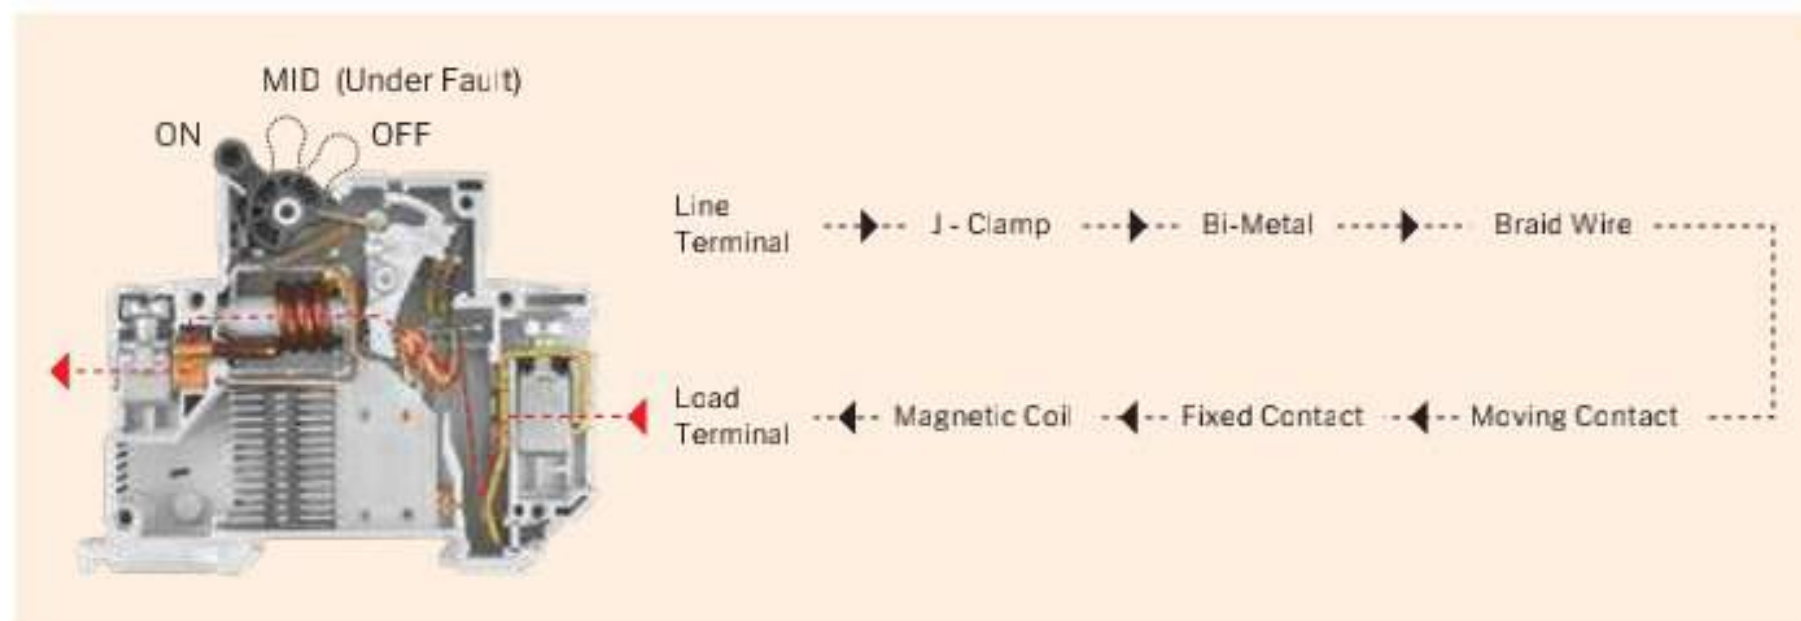 MID (Under Fault)
ON
OFF
Line
Terminal
J - Clamp
Bi-Metal
Braid Wire
Load
Terminal
Magnetic Coil
Fixed Contact
Moving Contact